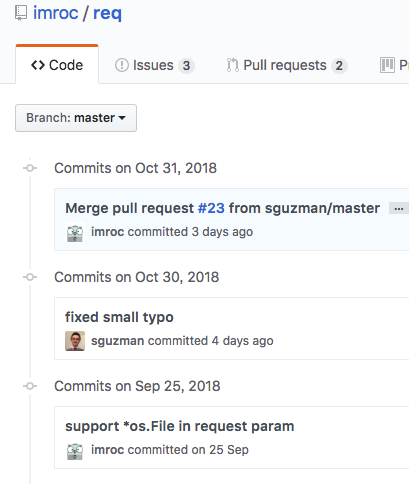 imroc / req
Code Issues 3 Pull requests 2
Branch: master
Commits on Oct 31, 2018
Merge pull request #23 from sguzman/master ...
imroc committed 3 days ago
Commits on Oct 30, 2018
fixed small typo
sguzman committed 4 days ago
Commits on Sep 25, 2018
support *os.File in request param
imroc committed on 25 Sep